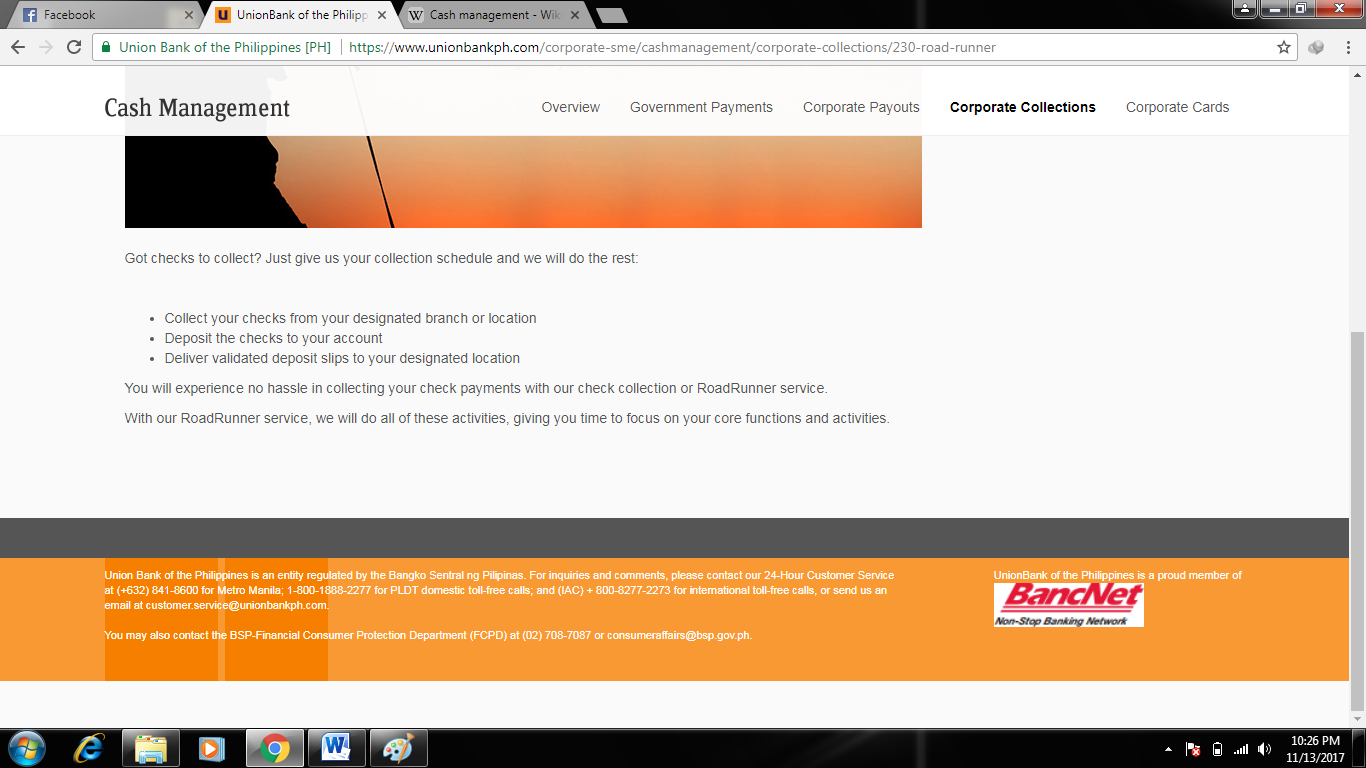 Facebook
UnionBank of the Philipp
Cash management - Wik
Union Bank of the Philippines [PH]
https://www.unionbankph.com/corporate-sme/cashmanagement/corporate-collections/230-road-runner
Cash Management
Overview
Government Payments
Corporate Payouts
Corporate Collections
Corporate Cards
Got checks to collect? Just give us your collection schedule and we will do the rest:
• Collect your checks from your designated branch or location
• Deposit the checks to your account
• Deliver validated deposit slips to your designated location
You will experience no hassle in collecting your check payments with our check collection or RoadRunner service.
With our RoadRunner service, we will do all of these activities, giving you time to focus on your core functions and activities.
Union Bank of the Philippines is an entity regulated by the Bangko Sentral ng Pilipinas. For inquiries and comments, please contact our 24-Hour Customer Service
at (+632) 841-8600 for Metro Manila; 1-800-1888-2277 for PLDT domestic toll-free calls; and (IAC) + 800-8277-2273 for international toll-free calls, or send us an
email at customer.service@unionbankph.com.
You may also contact the BSP-Financial Consumer Protection Department (FCPD) at (02) 708-7087 or consumeraffairs@bsp.gov.ph.
UnionBank of the Philippines is a proud member of
BancNet
Non-Stop Banking Network
10:26 PM
11/13/2017